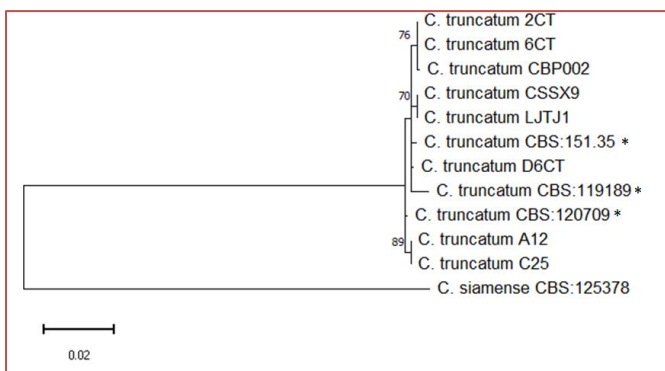 C. truncatum 2CT
76
C. truncatum 6CT
C. truncatum CBP002
C. truncatum CSSX9
70
C. truncatum LJTJ1
C. truncatum CBS:151.35 *
C. truncatum D6CT
C. truncatum CBS:119189 *
C. truncatum CBS:120709 *
C. truncatum A12
89
C. truncatum C25
C. siamense CBS:125378
0.02